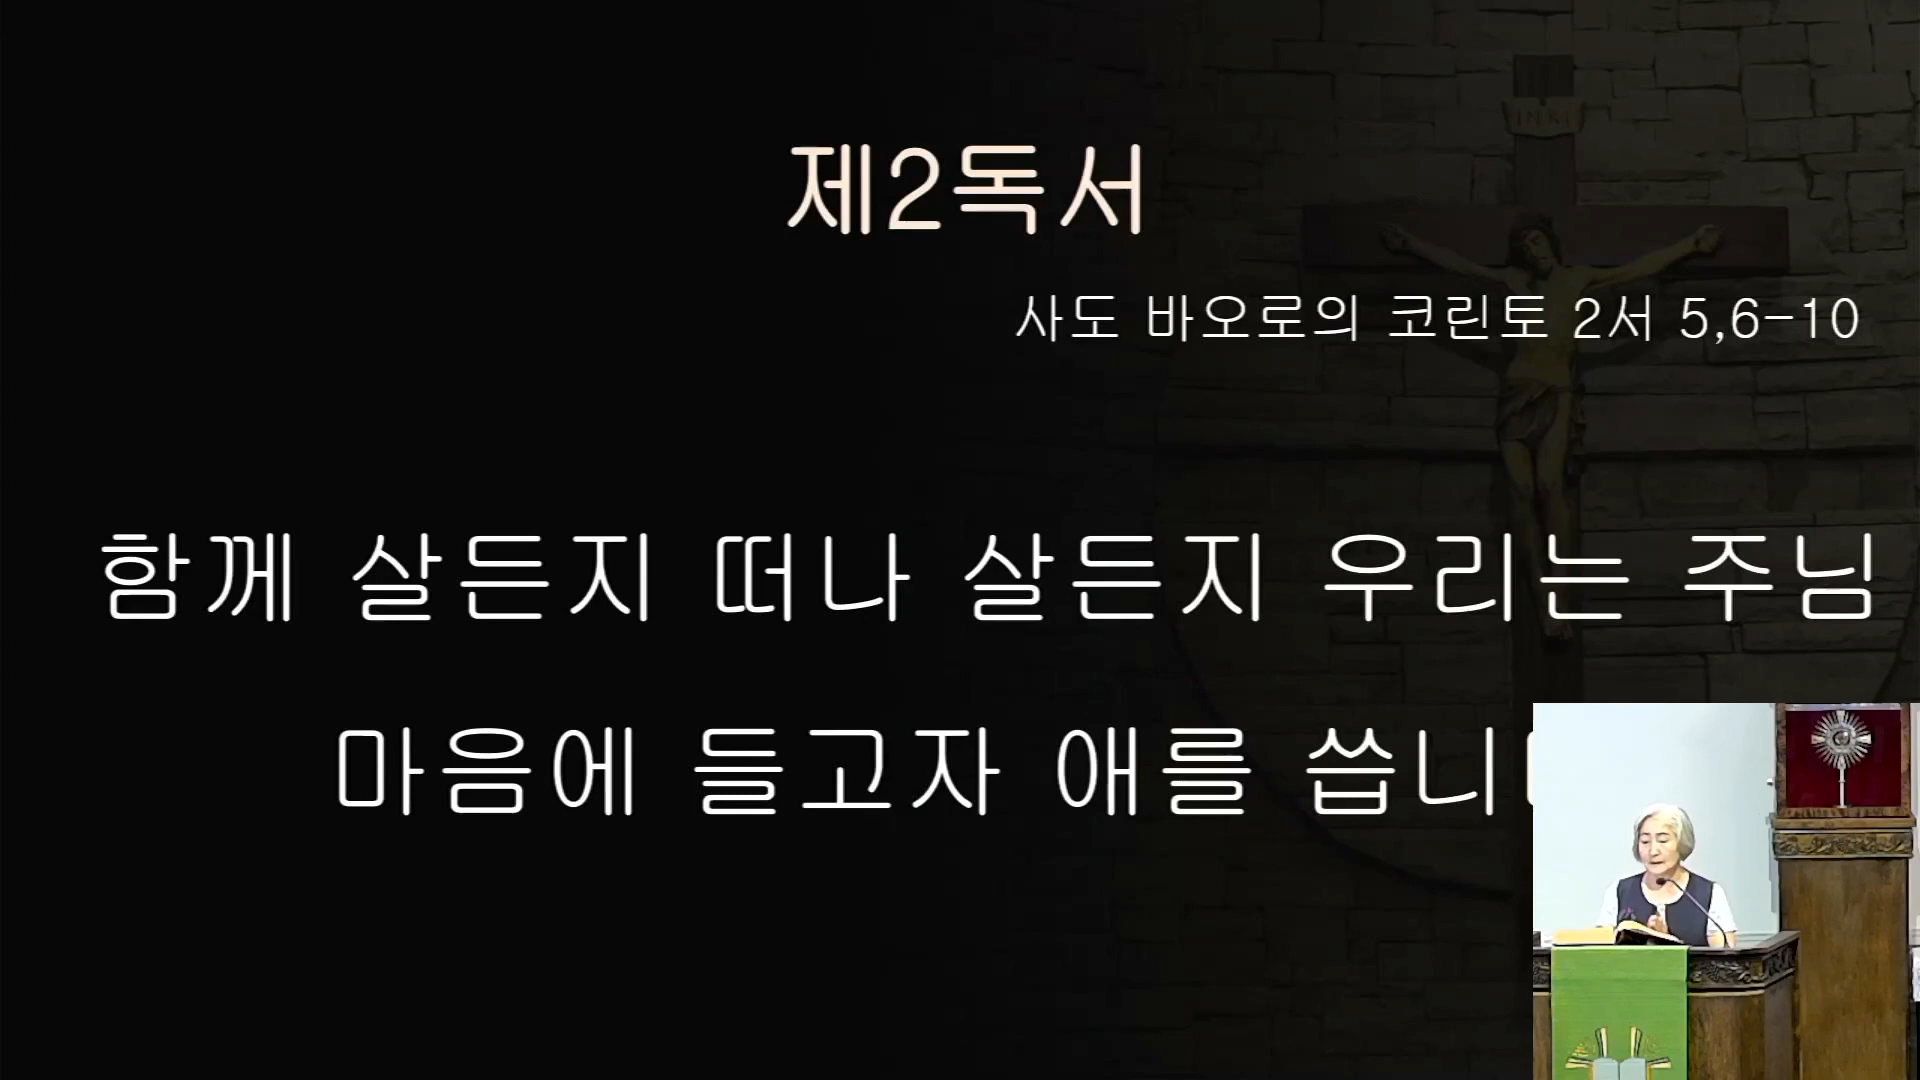 제2독서
사도 바오로의 코린토 2서 5,6-10
함께 살든지 떠나 살든지 우리는 주님
마음에 들고자 애를 씁니
INRI